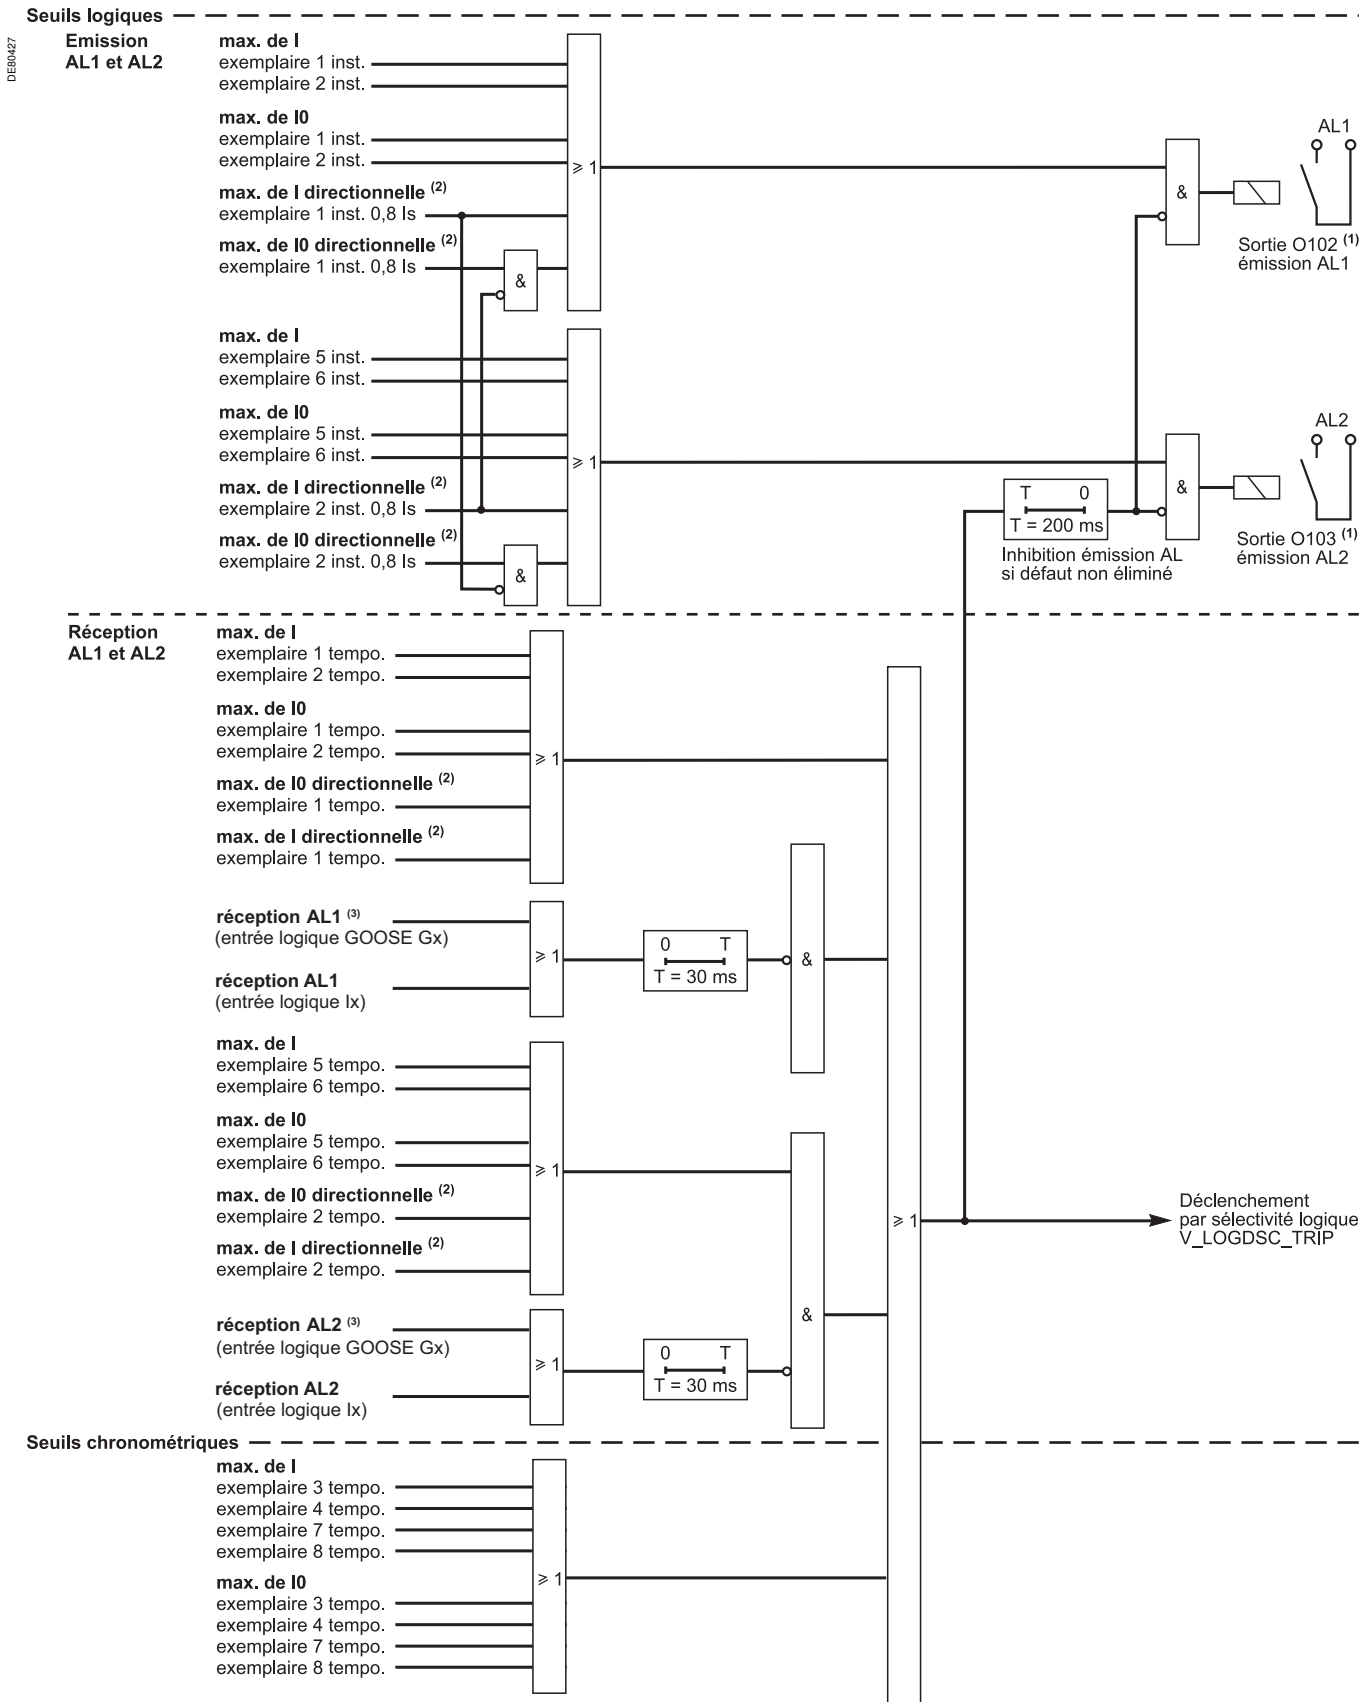 Seuils logiques
DE80427
Emission
AL1 et AL2
max. de I
exemplaire 1 inst.
exemplaire 2 inst.
max. de I0
exemplaire 1 inst.
exemplaire 2 inst.
max. de I directionnelle (2)
exemplaire 1 inst. 0,8 Is
max. de I0 directionnelle (2)
exemplaire 1 inst. 0,8 Is
&
≥ 1
&
AL1
Sortie O102 (1)
émission AL1
max. de I
exemplaire 5 inst.
exemplaire 6 inst.
max. de I0
exemplaire 5 inst.
exemplaire 6 inst.
max. de I directionnelle (2)
exemplaire 2 inst. 0,8 Is
max. de I0 directionnelle (2)
exemplaire 2 inst. 0,8 Is
&
≥ 1
T 0
T = 200 ms
Inhibition émission AL
si défaut non éliminé
&
AL2
Sortie O103 (1)
émission AL2
Réception
AL1 et AL2
max. de I
exemplaire 1 tempo.
exemplaire 2 tempo.
max. de I0
exemplaire 1 tempo.
exemplaire 2 tempo.
max. de I0 directionnelle (2)
exemplaire 1 tempo.
max. de I directionnelle (2)
exemplaire 1 tempo.
≥ 1
réception AL1 (3)
(entrée logique GOOSE Gx)
réception AL1
(entrée logique Ix)
≥ 1
0 T
T = 30 ms
&
max. de I
exemplaire 5 tempo.
exemplaire 6 tempo.
max. de I0
exemplaire 5 tempo.
exemplaire 6 tempo.
max. de I0 directionnelle (2)
exemplaire 2 tempo.
max. de I directionnelle (2)
exemplaire 2 tempo.
≥ 1
réception AL2 (3)
(entrée logique GOOSE Gx)
réception AL2
(entrée logique Ix)
≥ 1
0 T
T = 30 ms
&
≥ 1
Déclenchement
par sélectivité logique
V_LOGDSC_TRIP
Seuils chronométriques
max. de I
exemplaire 3 tempo.
exemplaire 4 tempo.
exemplaire 7 tempo.
exemplaire 8 tempo.
max. de I0
exemplaire 3 tempo.
exemplaire 4 tempo.
exemplaire 7 tempo.
exemplaire 8 tempo.
≥ 1